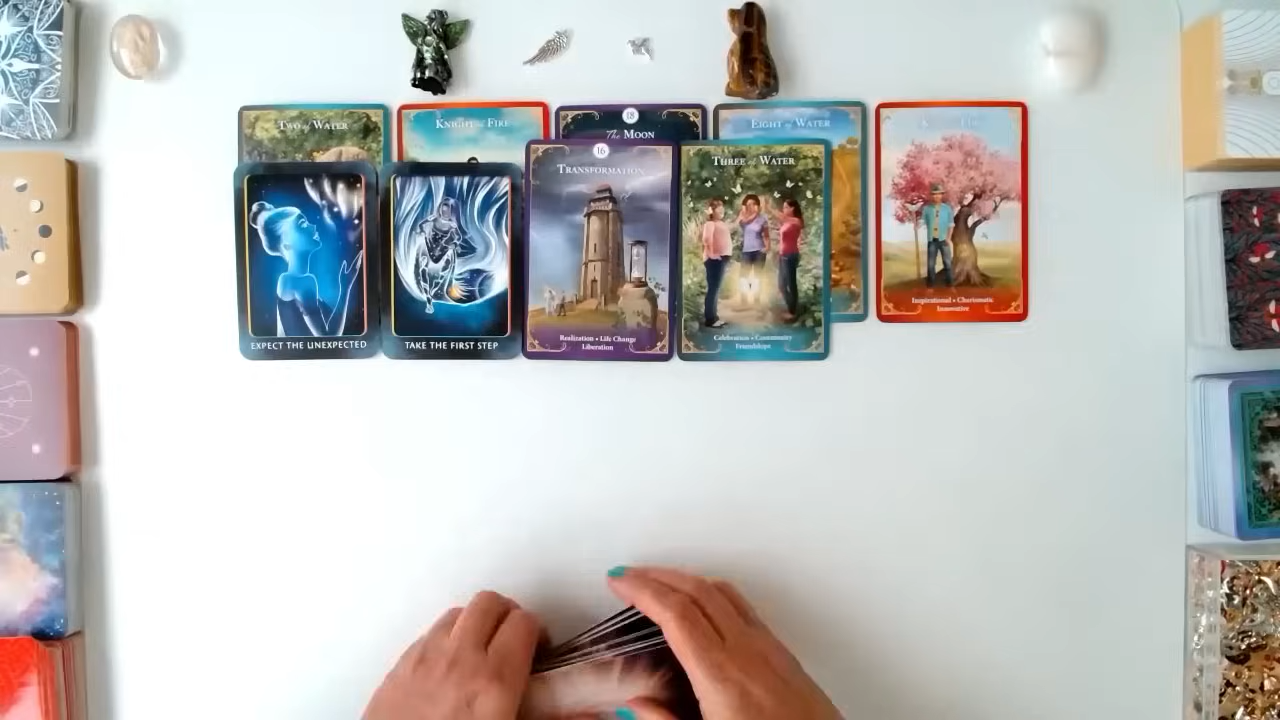 Two of Water
Knight of Fire
18
The Moon
Eight of Water
16
Transformation
Three of Water
Inspirational • Charismatic
Innovative
EXPECT THE UNEXPECTED
TAKE THE FIRST STEP
Realization • Life Change
Liberation
Celebration • Community
Friendships